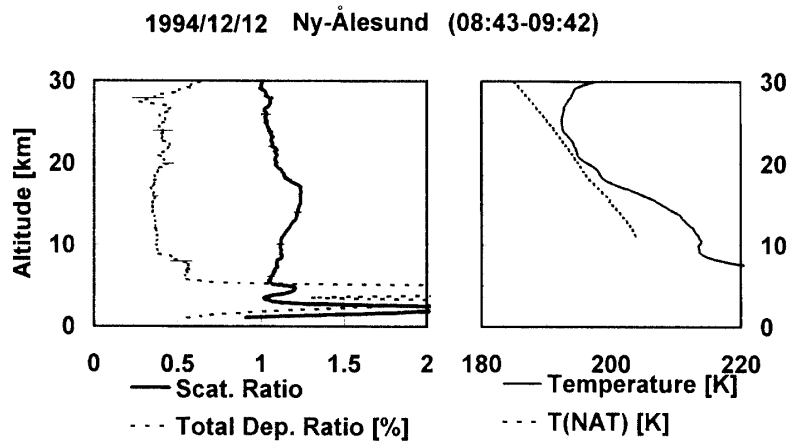 1994/12/12 Ny-Ålesund (08:43-09:42)
Altitude [km]
30
20
10
0
0 0.5 1 1.5 2
Scat. Ratio
Total Dep. Ratio [%]
30
20
10
0
180 200 220
Temperature [K]
T(NAT) [K]